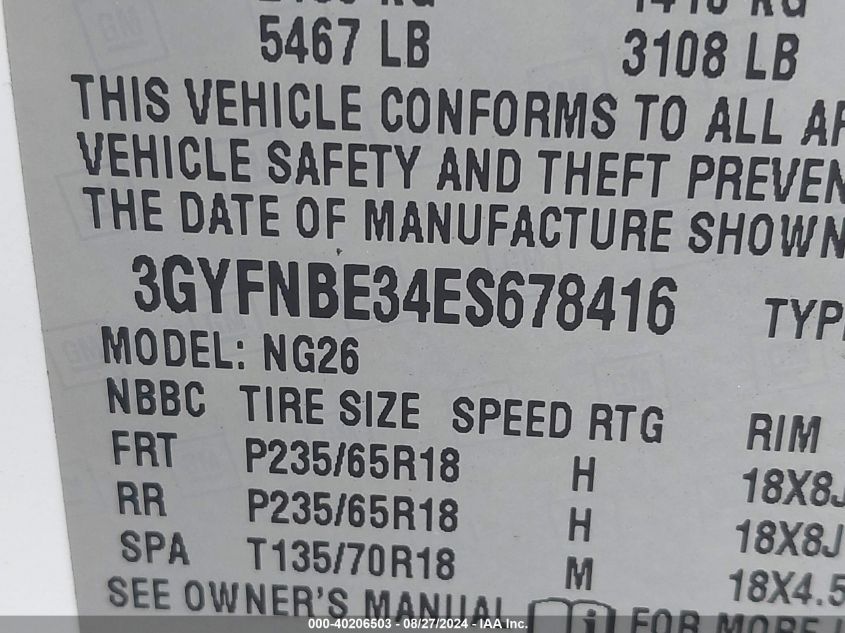 5467 LB 3108 LB
THIS VEHICLE CONFORMS TO ALL
VEHICLE SAFETY AND THEFT PREVEN
THE DATE OF MANUFACTURE SHOWN
3GYFNBE34ES678416 TYP
MODEL: NG26
NBBC TIRE SIZE SPEED RTG RIM
FRT P235/65R18 H 18X8J
RR P235/65R18 H 18X8J
SPA T135/70R18 M 18X4.5
SEE OWNER'S MANUAL FOR MORE
000-40206503 - 08/27/2024 - IAA Inc.